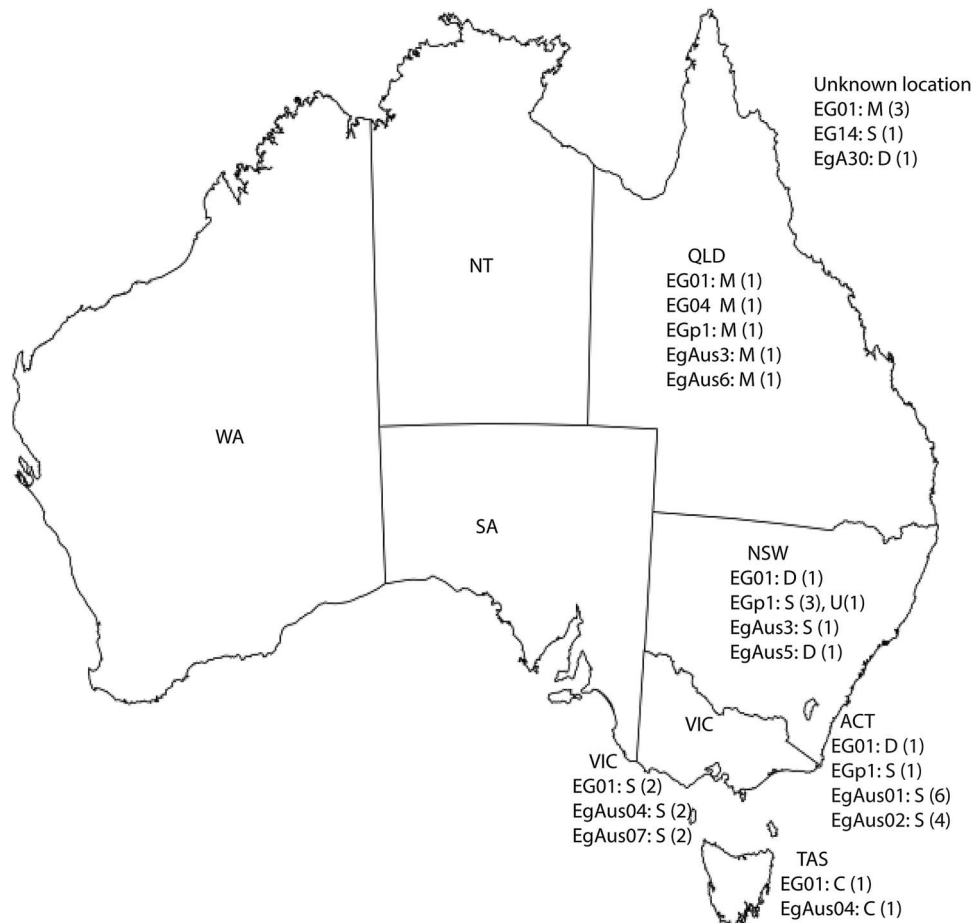 Unknown location
EG01: M (3)
EG14: S (1)
EgA30: D (1)
NT
QLD
EG01: M (1)
EG04 M (1)
EGp1: M (1)
EgAus3: M (1)
EgAus6: M (1)
WA
SA
NSW
EG01: D (1)
EGp1: S (3), U(1)
EgAus3: S (1)
EgAus5: D (1)
VIC
ACT
EG01: D (1)
EGp1: S (1)
EgAus01: S (6)
EgAus02: S (4)
VIC
EG01: S (2)
EgAus04: S (2)
EgAus07: S (2)
TAS
EG01: C (1)
EgAus04: C (1)